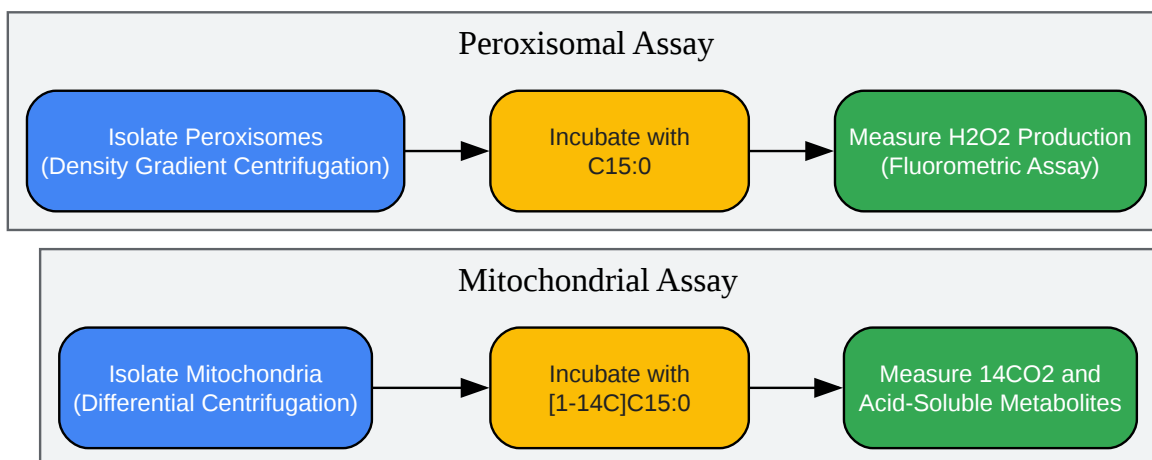 Peroxisomal Assay
Isolate Peroxisomes
(Density Gradient Centrifugation)
Incubate with
C15:0
Measure H2O2 Production
(Fluorometric Assay)
Mitochondrial Assay
Isolate Mitochondria
(Differential Centrifugation)
Incubate with
[1-14C]C15:0
Measure 14CO2 and
Acid-Soluble Metabolites